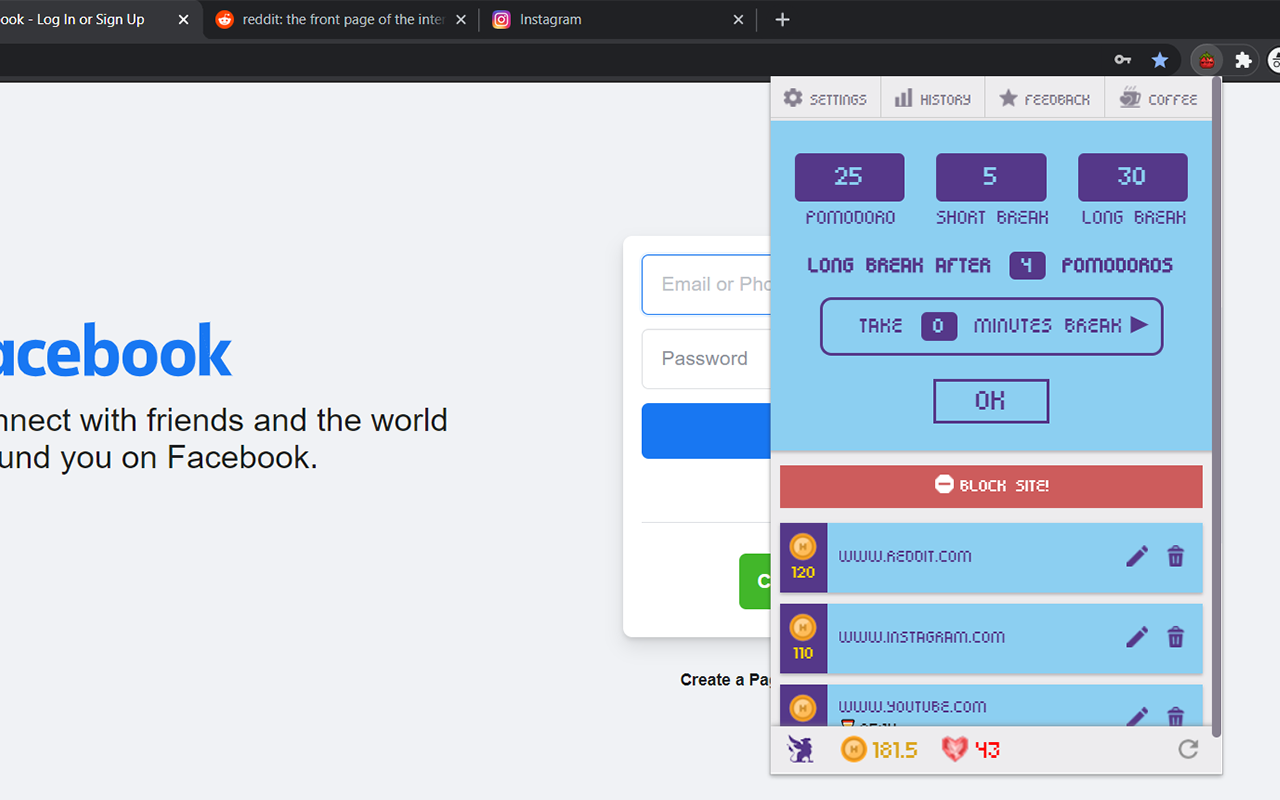 ook - Log In or Sign Up
reddit: the front page of the inter
Instagram
SETTINGS
HISTORY
FEEDBACK
COFFEE
25
5
30
POMODORO
SHORT BREAK
LONG BREAK
LONG BREAK AFTER 4 POMODOROS
TAKE 0 MINUTES BREAK
OK
BLOCK SITE!
120
WWW.REDDIT.COM
110
WWW.INSTAGRAM.COM
WWW.YOUTUBE.COM
181.5
43
acebook
nnect with friends and the world
und you on Facebook.
Email or Pho
Password
C
Create a Pag